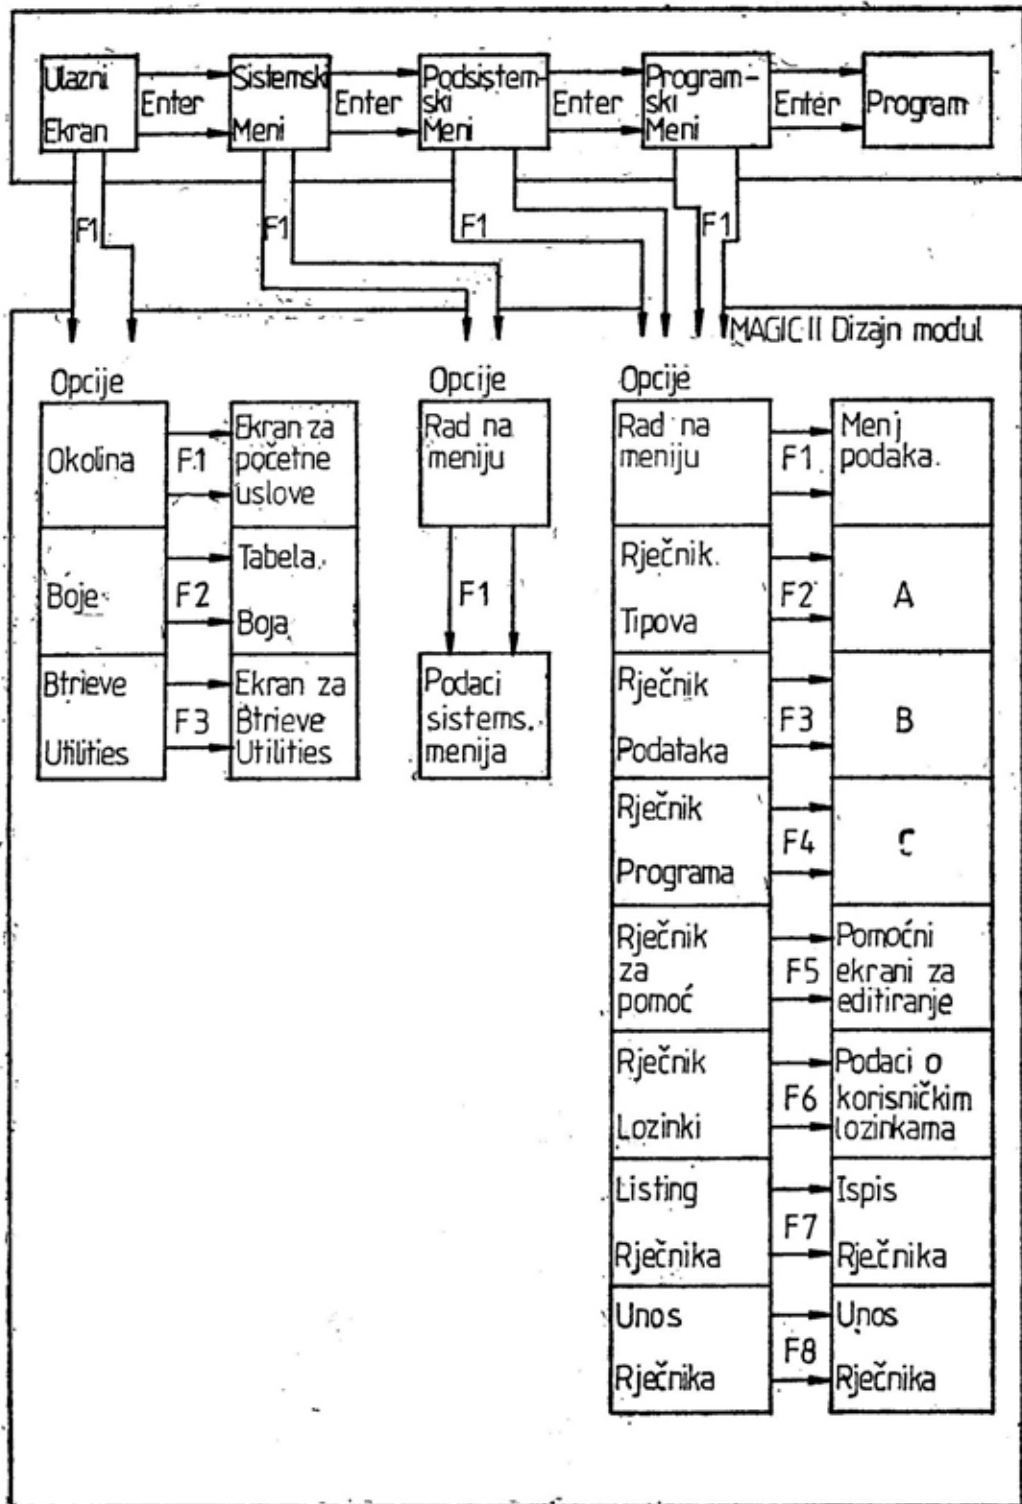 Ulazni
Ekran
Enter
Sistemski
Meni
Enter
Podsistem-
ski
Meni
Enter
Program-
ski
Meni
Enter
Program
F1
F1
F1
F1
MAGIC II Dizajn modul
Opcije
Okolina
F1
Ekran za
početne
uslove
Boje
F2
Tabela
Boja
Btrieve
Utilities
F3
Ekran za
Btrieve
Utilities
Opcije
Rad na
meniju
F1
Podaci
sistems.
menija
Opcije
Rad na
meniju
F1
Menj
podaka.
Rječnik
Tipova
F2
A
Rječnik
Podataka
F3
B
Rječnik
Programa
F4
C
Rječnik
za
pomoć
F5
Pomoćni
ekrani za
editiranje
Rječnik
Lozinki
F6
Podaci o
korisničkim
lozinkama
Listing
Rječnika
F7
Ispis
Rječnika
Unos
Rječnika
F8
Unos
Rječnika